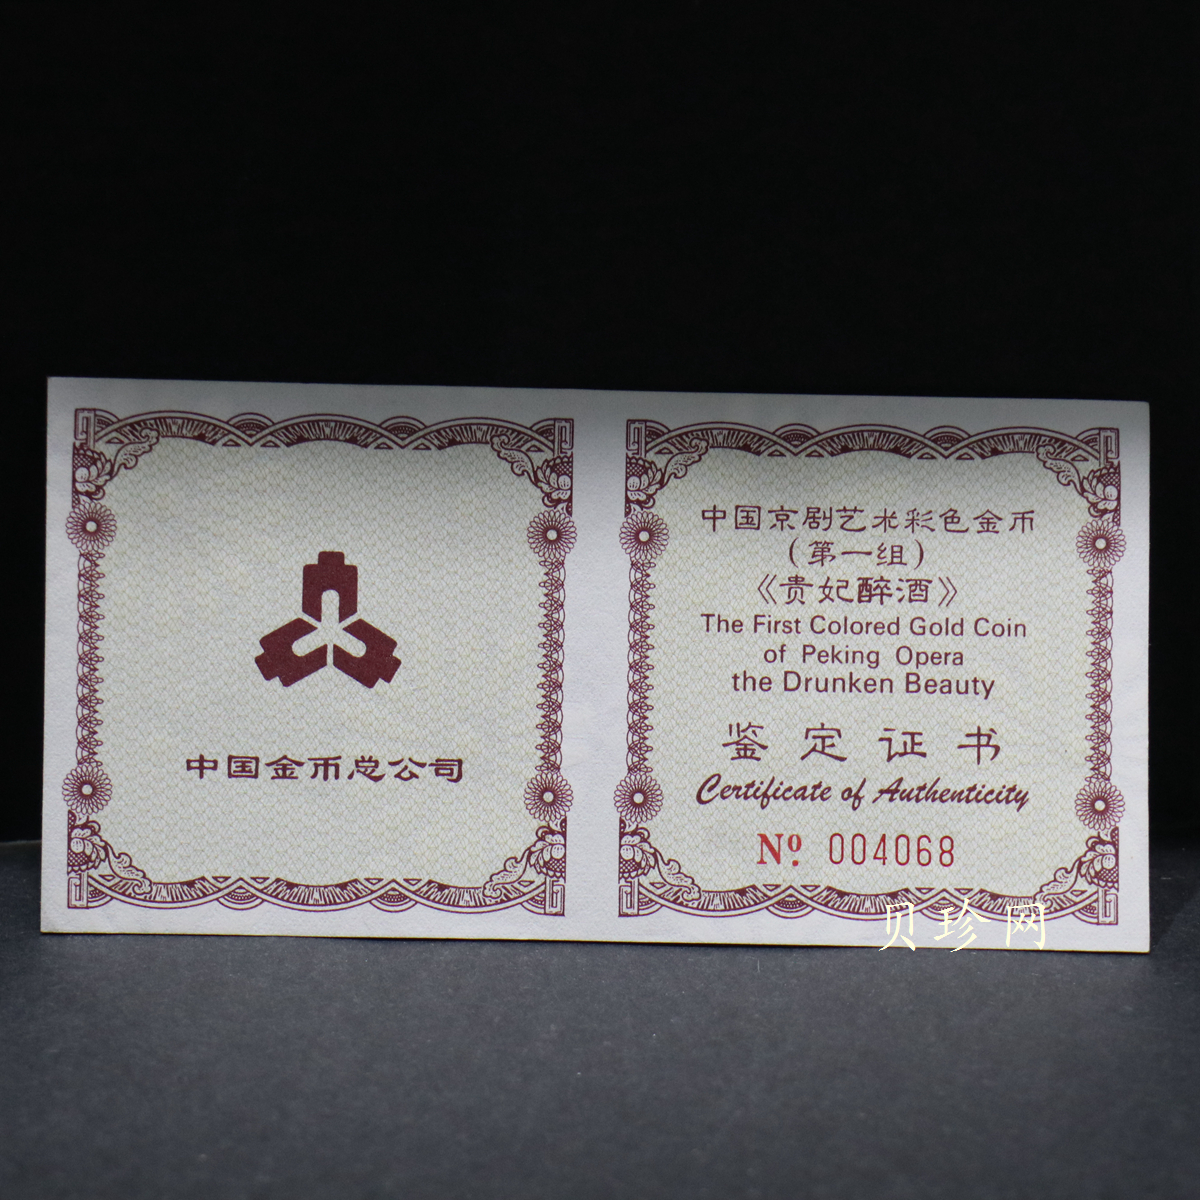 中国金币总公司
中国京剧艺术彩色金币
(第一组)
《贵妃醉酒》
The First Colored Gold Coin
of Peking Opera
the Drunken Beauty
鉴定证书
Certificate of Authenticity
Nº 004068
贝珍网